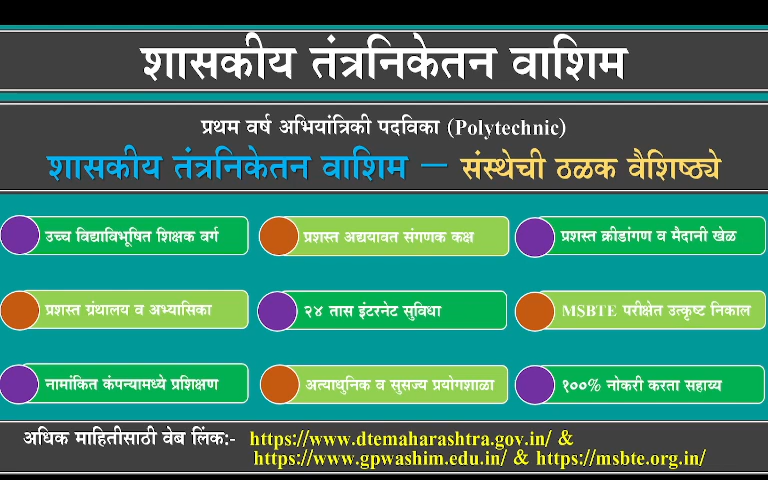 शासकीय तंत्रनिकेतन वाशिम
प्रथम वर्ष अभियांत्रिकी पदविका (Polytechnic)
शासकीय तंत्रनिकेतन वाशिम – संस्थेची ठळक वैशिष्ठ्ये
उच्च विद्याविभूषित शिक्षक वर्ग
प्रशस्त अद्ययावत संगणक कक्ष
प्रशस्त क्रीडांगण व मैदानी खेळ
प्रशस्त ग्रंथालय व अभ्यासिका
२४ तास इंटरनेट सुविधा
MSBTE परीक्षेत उत्कृष्ट निकाल
नामांकित कंपन्यामध्ये प्रशिक्षण
अत्याधुनिक व सुसज्य प्रयोगशाळा
१००% नोकरी करता सहाय्य
अधिक माहितीसाठी वेब लिंक:- https://www.dtemaharashtra.gov.in/ &
https://www.gpwashim.edu.in/ & https://msbte.org.in/